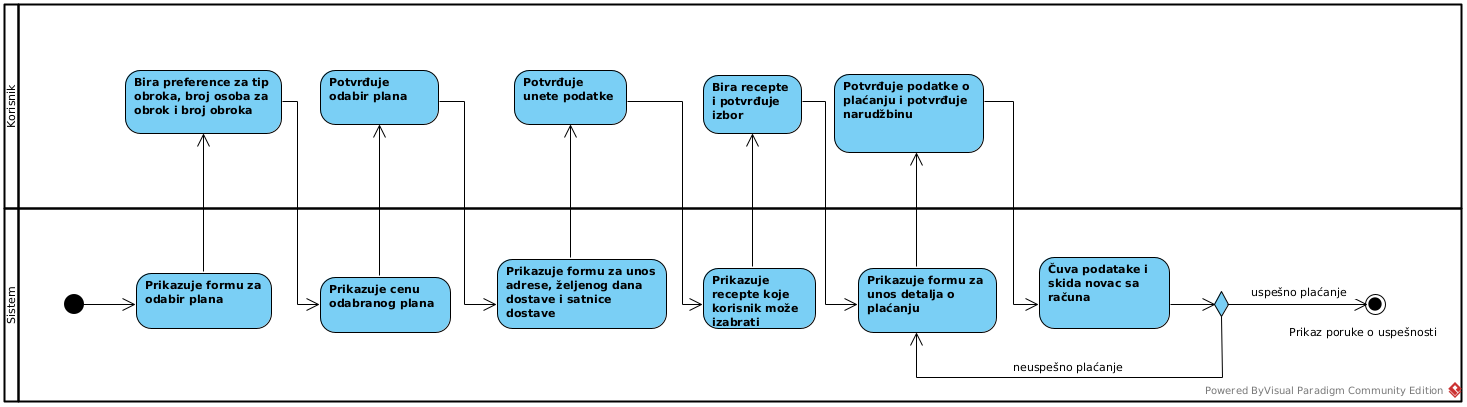 Korisnik
Bira preference za tip
obroka, broj osoba za
obrok i broj obroka
Potvrđuje
odabir plana
Potvrđuje
unete podatke
Bira recepte
i potvrđuje
izbor
Potvrđuje podatke o
plaćanju i potvrđuje
narudžbinu
Sistem
Prikazuje formu za
odabir plana
Prikazuje cenu
odabranog plana
Prikazuje formu za unos
adrese, željenog dana
dostave i satnice
dostave
Prikazuje
recepte koje
korisnik može
izabrati
Prikazuje formu za
unos detalja o
plaćanju
Čuva podatake i
skida novac sa
računa
uspešno plaćanje
Prikaz poruke o uspešnosti
neuspešno plaćanje
Powered ByVisual Paradigm Community Edition